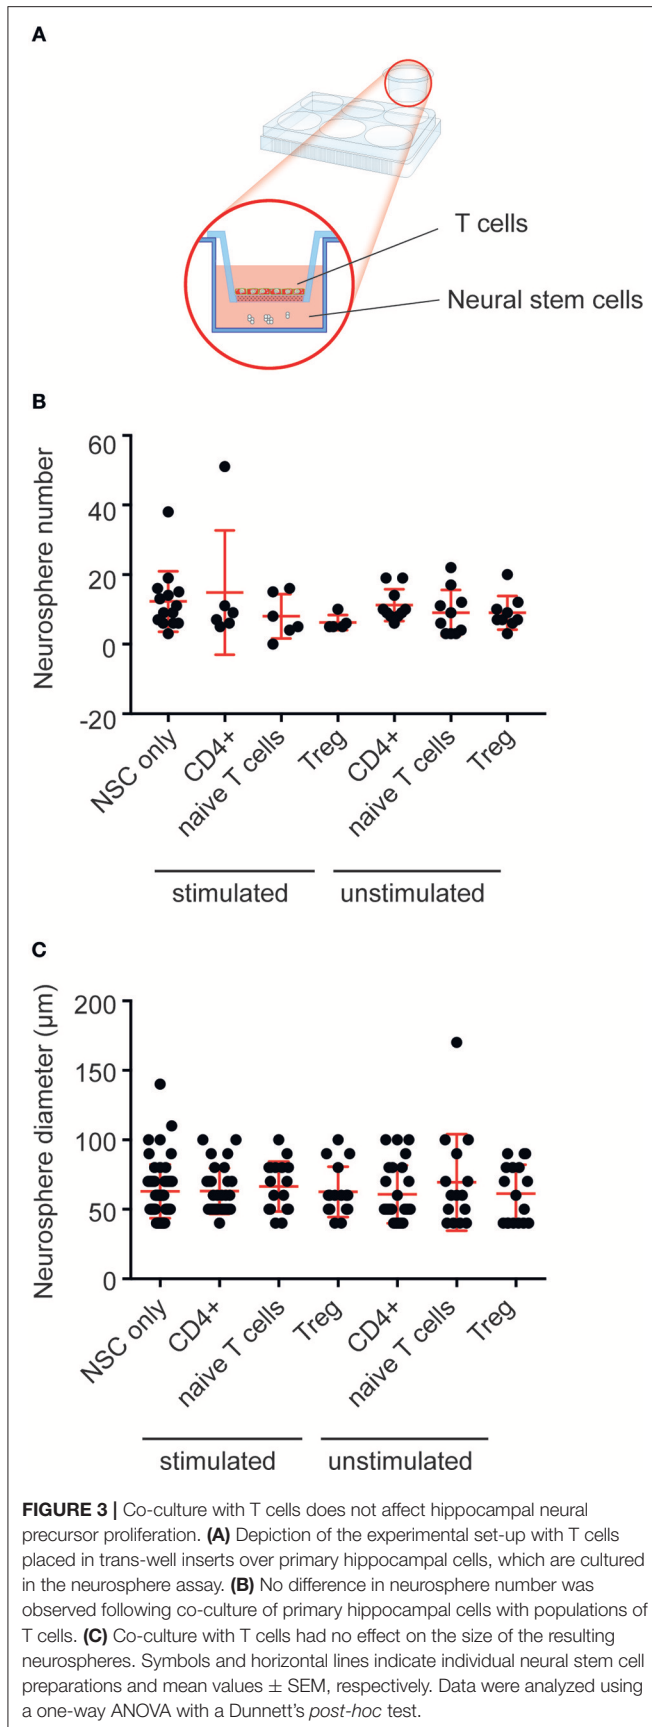 A
T cells
Neural stem cells
B
Neurosphere number
60
40
20
0
-20
NSC only
CD4+
naive T cells
Treg
CD4+
naive T cells
Treg
stimulated
unstimulated
C
Neurosphere diameter (µm)
200
150
100
50
0
NSC only
CD4+
naive T cells
Treg
CD4+
naive T cells
Treg
stimulated
unstimulated
FIGURE 3 | Co-culture with T cells does not affect hippocampal neural
precursor proliferation. (A) Depiction of the experimental set-up with T cells
placed in trans-well inserts over primary hippocampal cells, which are cultured
in the neurosphere assay. (B) No difference in neurosphere number was
observed following co-culture of primary hippocampal cells with populations of
T cells. (C) Co-culture with T cells had no effect on the size of the resulting
neurospheres. Symbols and horizontal lines indicate individual neural stem cell
preparations and mean values ± SEM, respectively. Data were analyzed using
a one-way ANOVA with a Dunnett's post-hoc test.